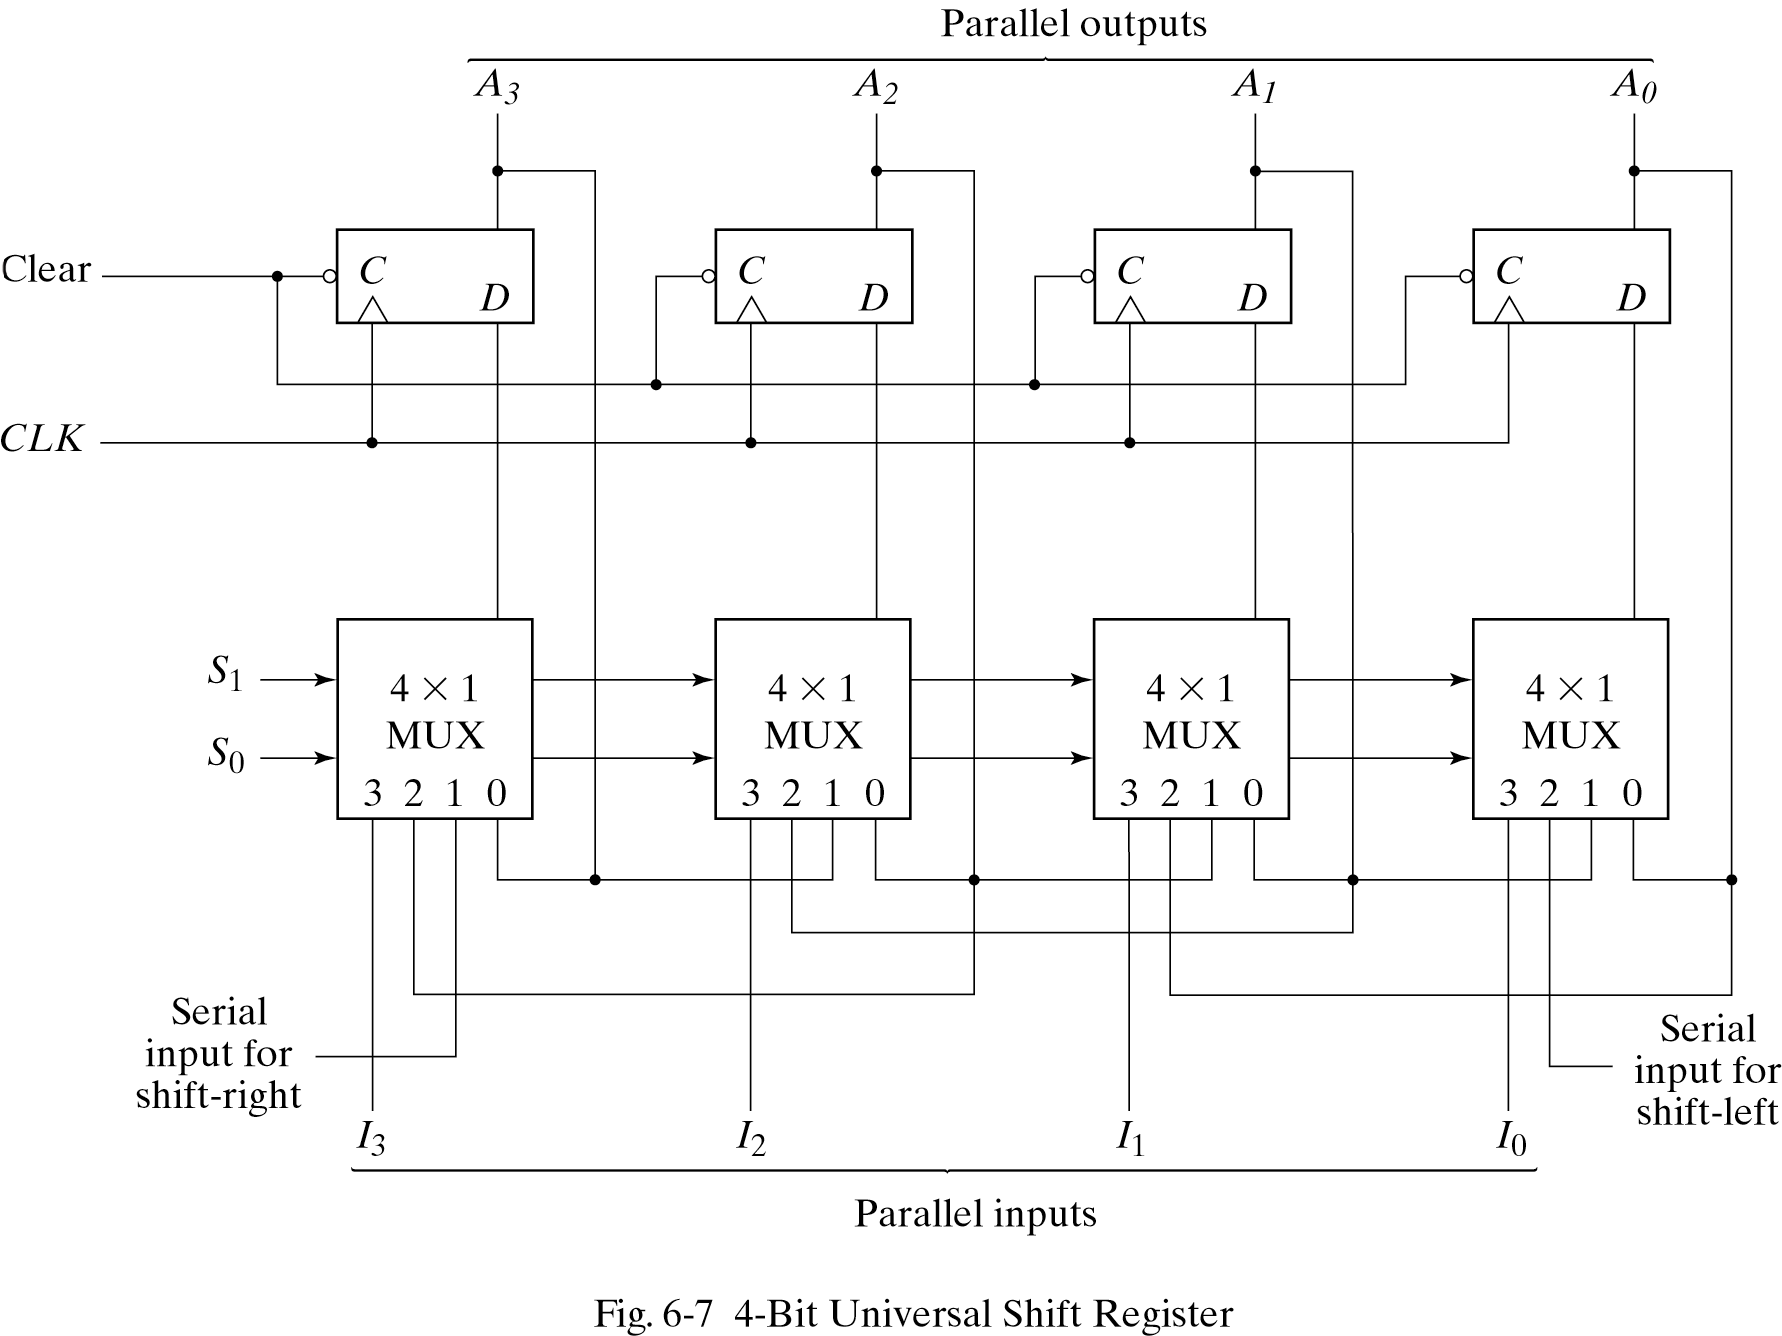 Parallel outputs
A3 A2 A1 A0
Clear C D C D C D C D
CLK
S1 4 × 1 4 × 1 4 × 1 4 × 1
S0 MUX MUX MUX MUX
3 2 1 0 3 2 1 0 3 2 1 0 3 2 1 0
Serial
input for
shift-right
Serial
input for
shift-left
I3 I2 I1 I0
Parallel inputs
Fig. 6-7 4-Bit Universal Shift Register